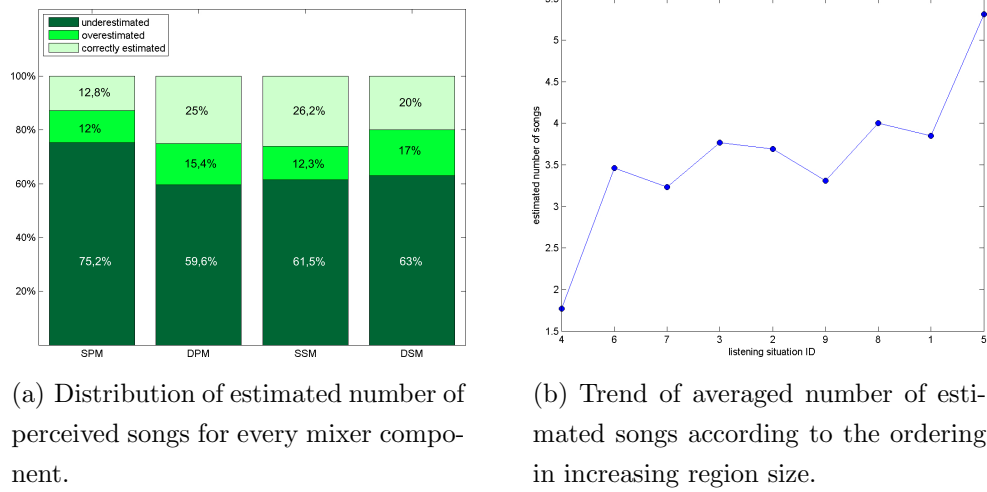 underestimated
overestimated
correctly estimated
100%
80%
60%
40%
20%
12,8%
12%
75,2%
25%
15,4%
59,6%
26,2%
12,3%
61,5%
20%
17%
63%
SPM DPM SSM DSM
(a) Distribution of estimated number of
perceived songs for every mixer compo-
nent.
5
4.5
4
3.5
3
2.5
2
1.5
estimated number of songs
4 6 7 3 2 9 8 1 5
listening situation ID
(b) Trend of averaged number of esti-
mated songs according to the ordering
in increasing region size.